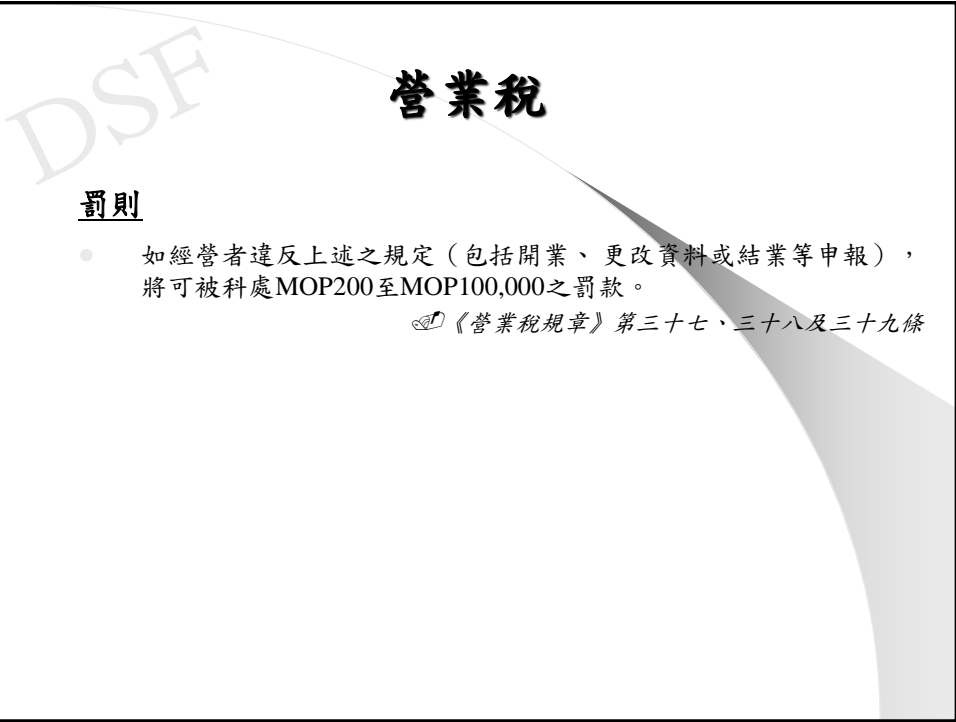 DSF
營業稅
罰則
如經營者違反上述之規定（包括開業、更改資料或結業等申報），
將可被科處MOP200至MOP100,000之罰款。
《營業稅規章》第三十七、三十八及三十九條